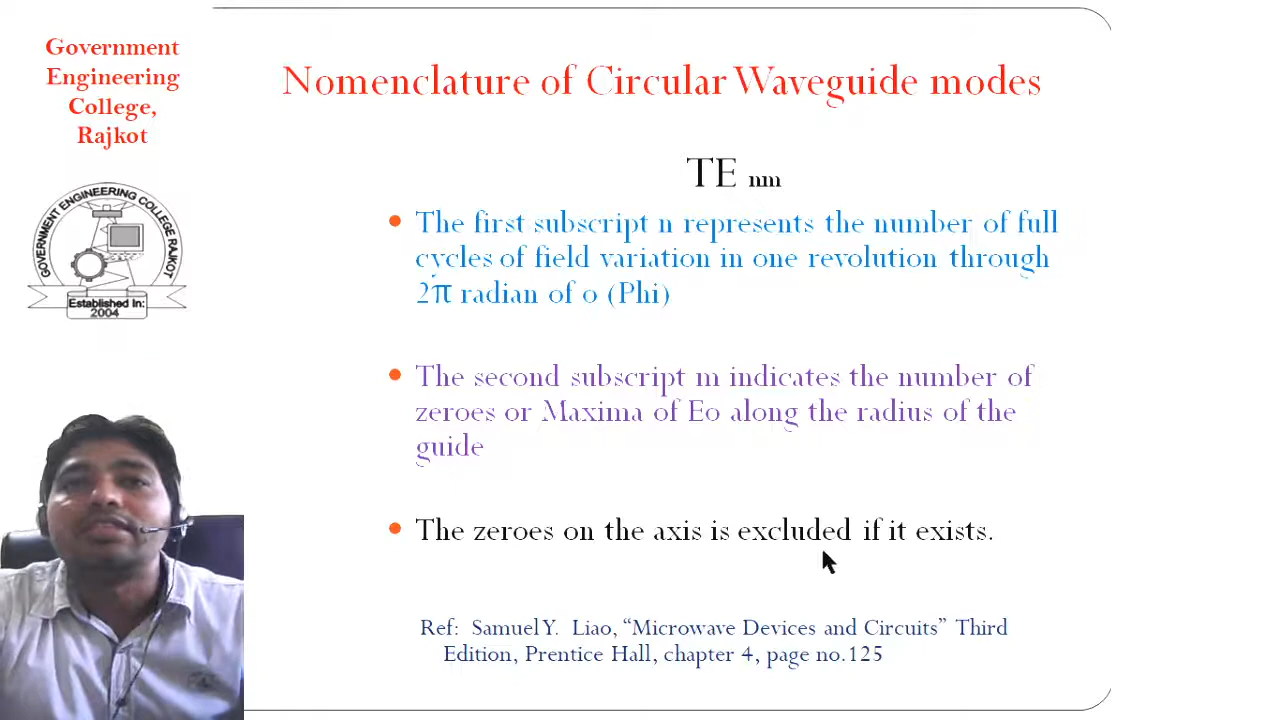 Government
Engineering
College,
Rajkot
GOVERNMENT ENGINEERING COLLEGE RAJKOT
Established In:
2004
Nomenclature of Circular Waveguide modes
TE nm
The first subscript n represents the number of full
cycles of field variation in one revolution through
2π radian of o (Phi)
The second subscript m indicates the number of
zeroes or Maxima of Eo along the radius of the
guide
The zeroes on the axis is excluded if it exists.
Ref: Samuel Y. Liao, “Microwave Devices and Circuits” Third
Edition, Prentice Hall, chapter 4, page no.125